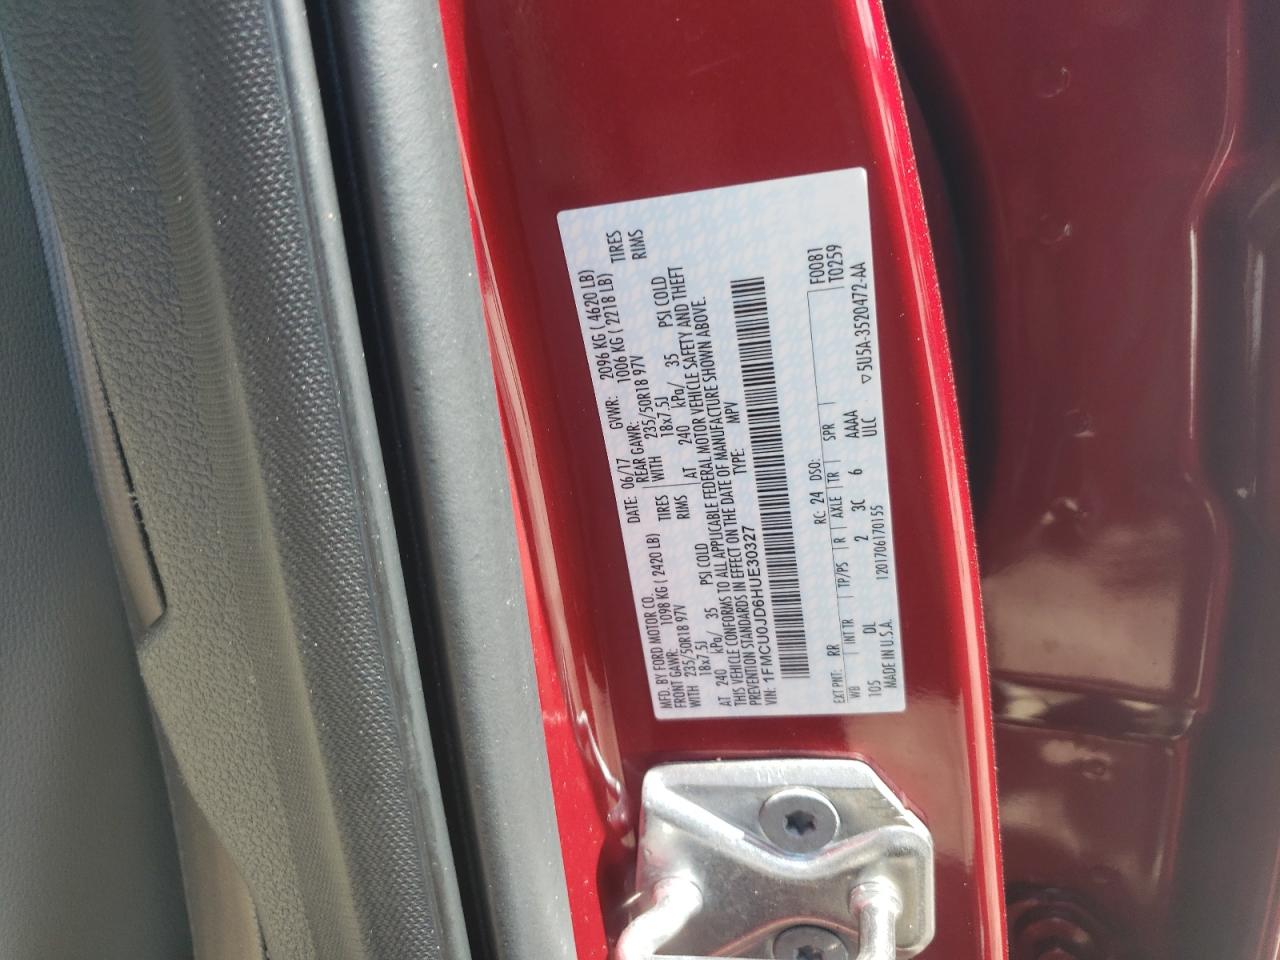 MFD. BY FORD MOTOR CO. DATE: 06/17 GVWR: 2096 KG ( 4620 LB)
FRONT GAWR: 1098 KG ( 2420 LB) REAR GAWR: 1006 KG ( 2218 LB)
WITH 235/50R18 97V TIRES WITH 235/50R18 97V TIRES
18x7.5J RIMS 18x7.5J RIMS
AT 240 kPa/ 35 PSI COLD AT 240 kPa/ 35 PSI COLD
THIS VEHICLE CONFORMS TO ALL APPLICABLE FEDERAL MOTOR VEHICLE SAFETY AND THEFT
PREVENTION STANDARDS IN EFFECT ON THE DATE OF MANUFACTURE SHOWN ABOVE.
VIN: 1FMCU0JD6HUE30327 TYPE: MPV
F0081
T0259
EXT PNT: RR RC: 24 DSO:
WB INT TR TP/PS R AXLE TR SPR
105 DL 2 3C 6 AAAA
MADE IN U.S.A. 1201706170155 ULC ▽5U5A-3520472-AA